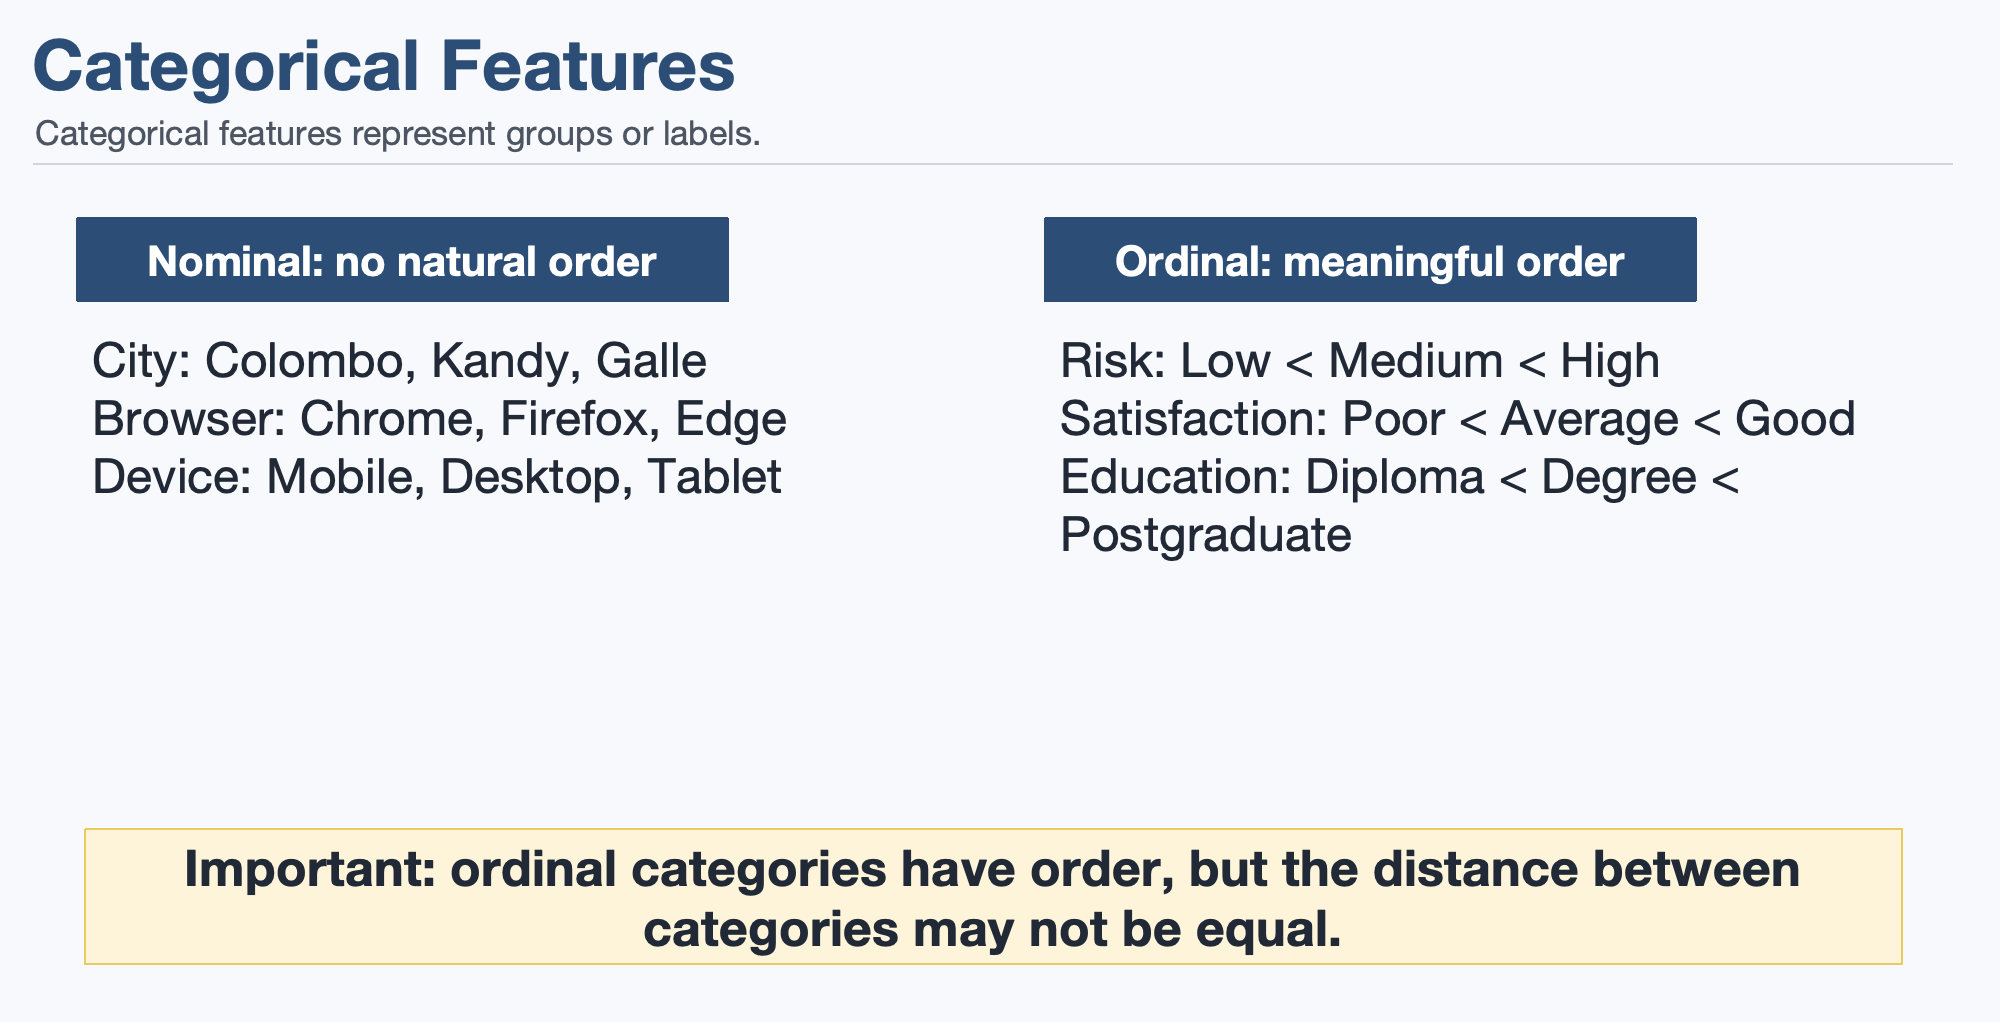 Categorical Features
Categorical features represent groups or labels.
Nominal: no natural order
City: Colombo, Kandy, Galle
Browser: Chrome, Firefox, Edge
Device: Mobile, Desktop, Tablet
Ordinal: meaningful order
Risk: Low < Medium < High
Satisfaction: Poor < Average < Good
Education: Diploma < Degree <
Postgraduate
Important: ordinal categories have order, but the distance between
categories may not be equal.